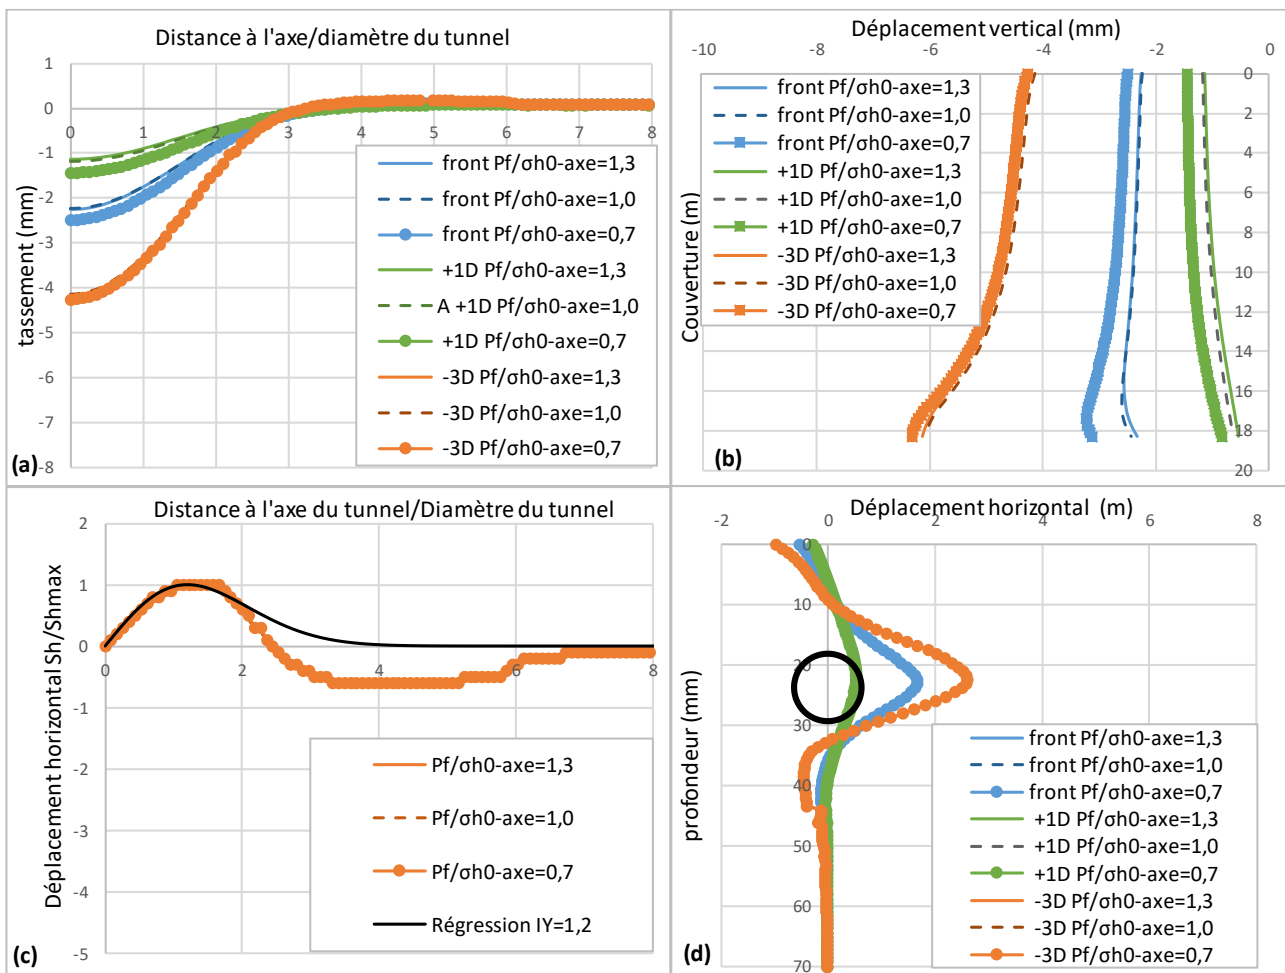 Distance à l'axe/diamètre du tunnel
1
0
-1
-2
-3
-4
-5
-6
-7
-8
0 1 2 3 4 5 6 7 8
tassement (mm)
front Pf/σh0-axe=1,3
front Pf/σh0-axe=1,0
front Pf/σh0-axe=0,7
+1D Pf/σh0-axe=1,3
A +1D Pf/σh0-axe=1,0
+1D Pf/σh0-axe=0,7
-3D Pf/σh0-axe=1,3
-3D Pf/σh0-axe=1,0
-3D Pf/σh0-axe=0,7
(a)
Déplacement vertical (mm)
-10 -8 -6 -4 -2 0
0
2
4
6
8
10
12
14
16
18
20
Couverture (m)
front Pf/σh0-axe=1,3
front Pf/σh0-axe=1,0
front Pf/σh0-axe=0,7
+1D Pf/σh0-axe=1,3
+1D Pf/σh0-axe=1,0
+1D Pf/σh0-axe=0,7
-3D Pf/σh0-axe=1,3
-3D Pf/σh0-axe=1,0
-3D Pf/σh0-axe=0,7
(b)
Distance à l'axe du tunnel/Diamètre du tunnel
2
1
0
-1
-2
-3
-4
-5
0 2 4 6 8
Déplacement horizontal Sh/Shmax
Pf/σh0-axe=1,3
Pf/σh0-axe=1,0
Pf/σh0-axe=0,7
Régression IY=1,2
(c)
Déplacement horizontal (m)
-2 0 2 4 6 8
0
10
20
30
40
50
60
70
profondeur (mm)
front Pf/σh0-axe=1,3
front Pf/σh0-axe=1,0
front Pf/σh0-axe=0,7
+1D Pf/σh0-axe=1,3
+1D Pf/σh0-axe=1,0
+1D Pf/σh0-axe=0,7
-3D Pf/σh0-axe=1,3
-3D Pf/σh0-axe=1,0
-3D Pf/σh0-axe=0,7
(d)